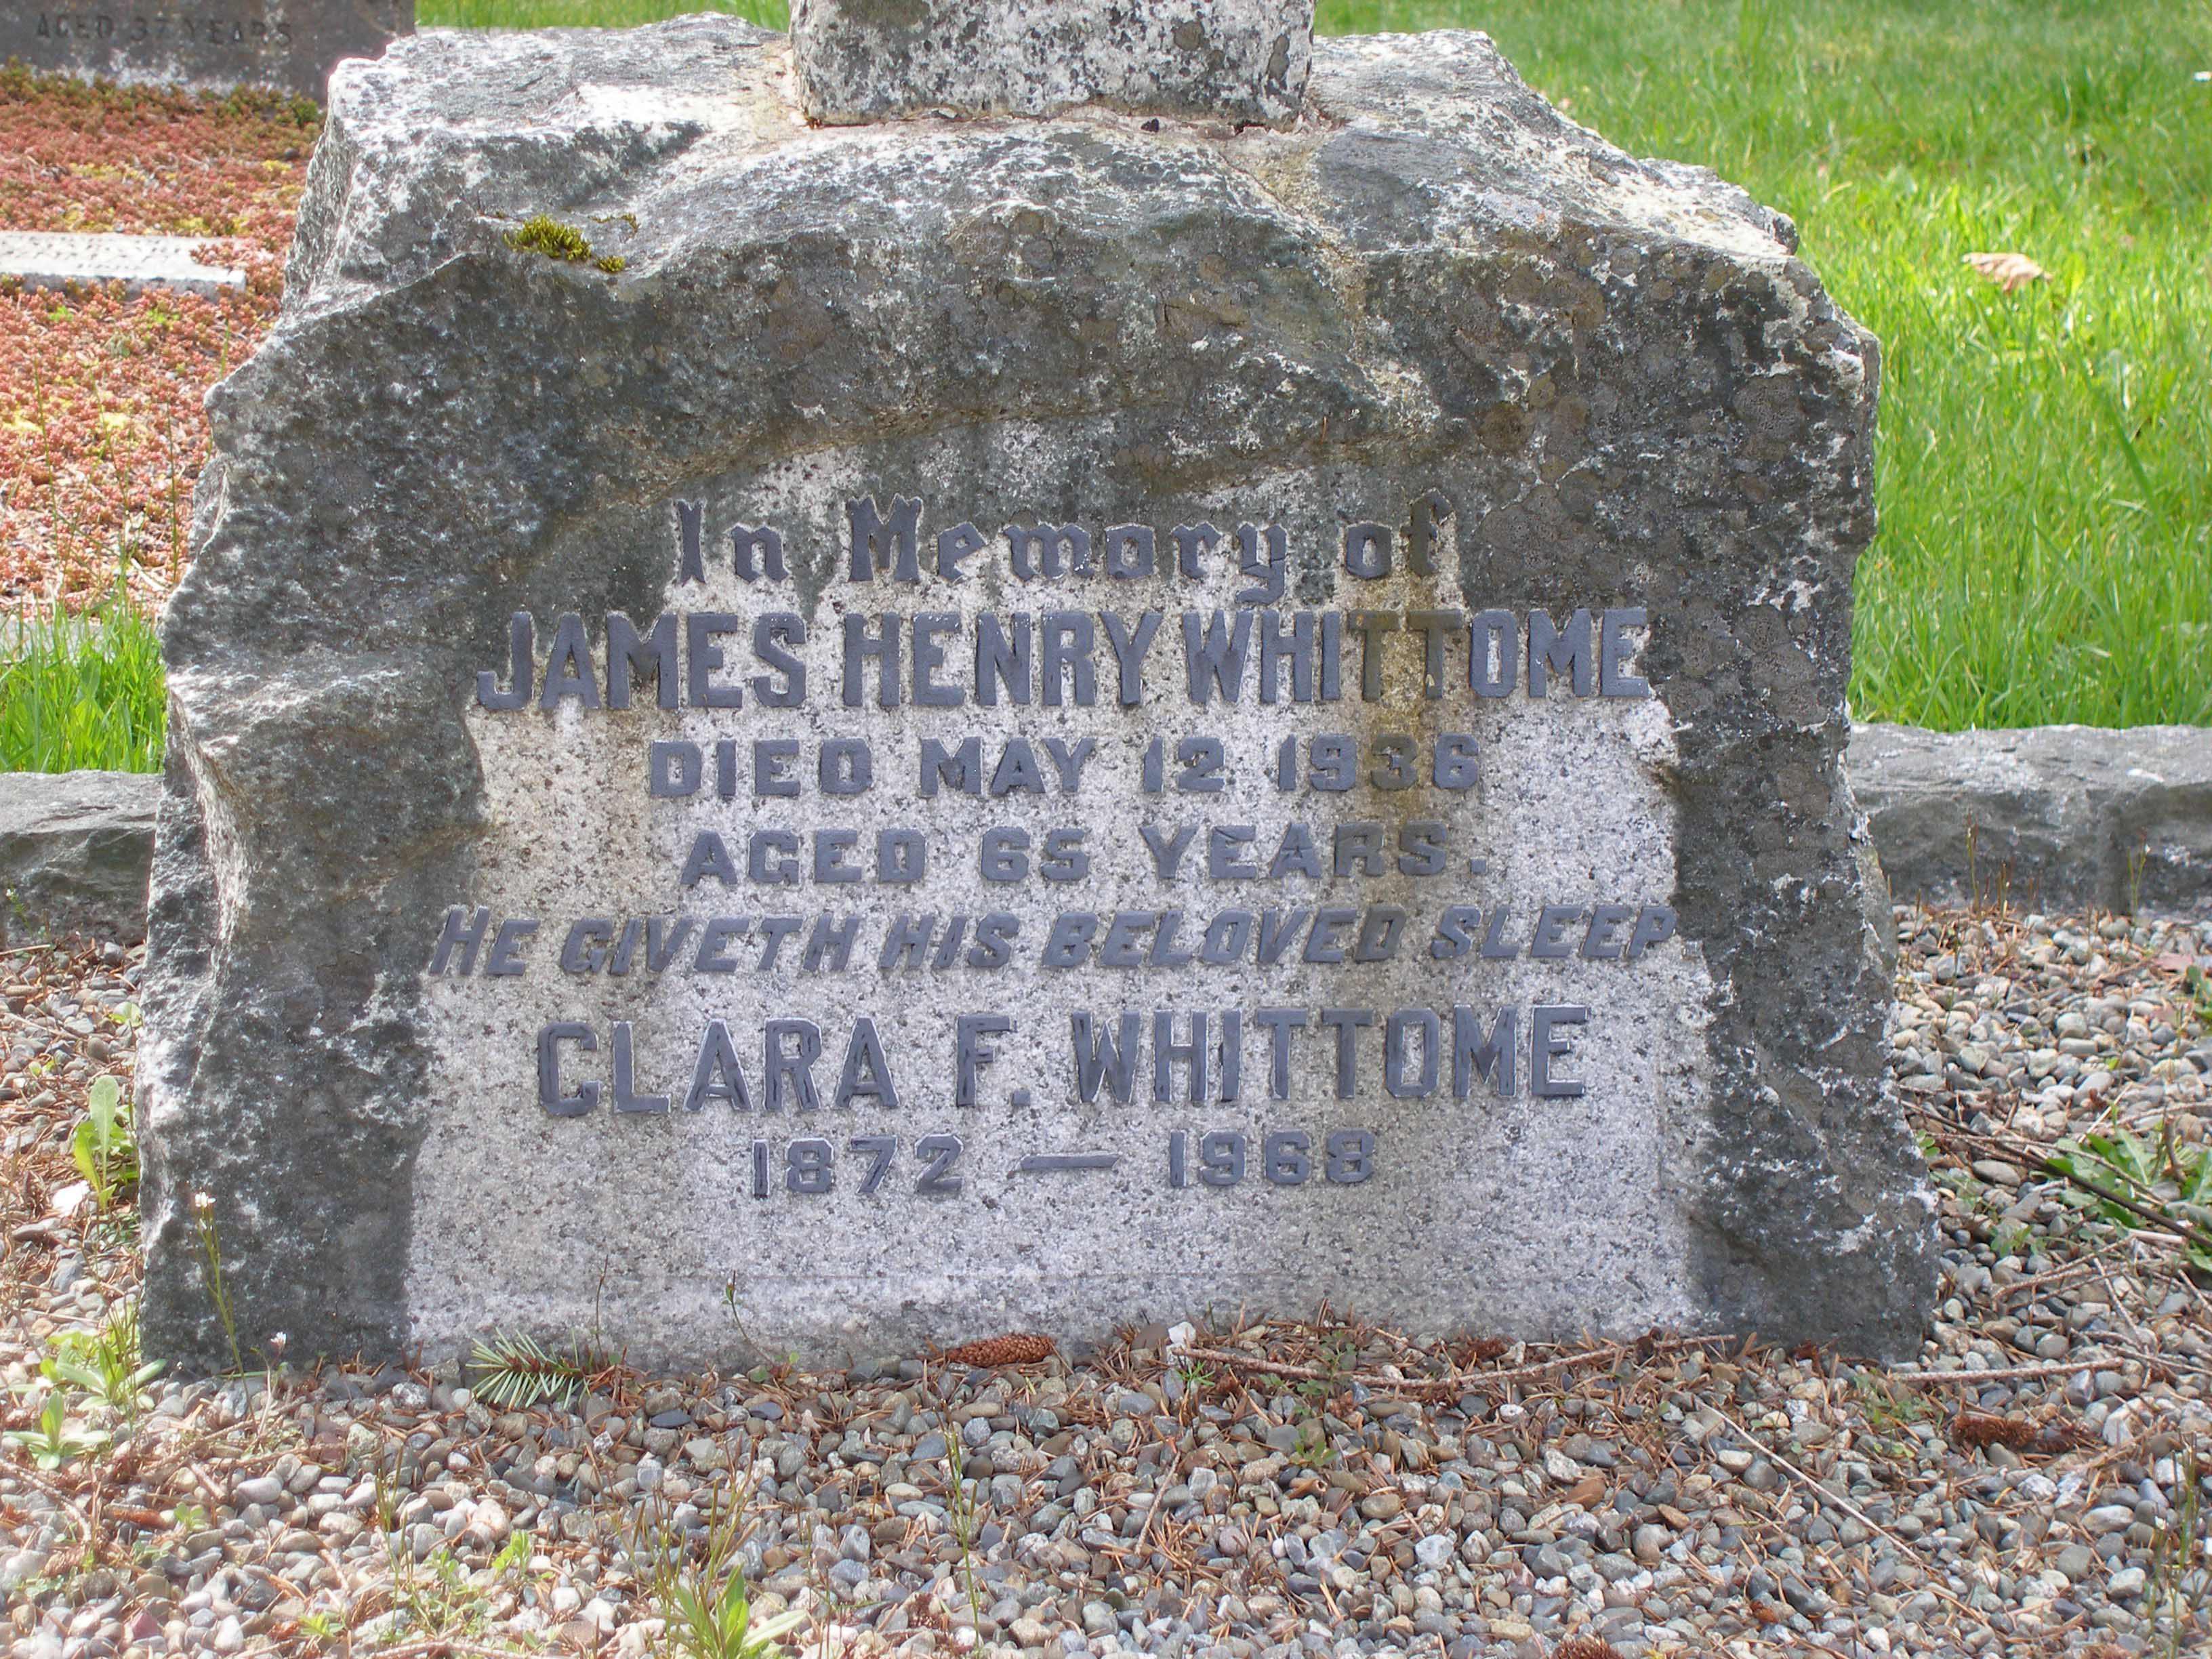 AGED 37 YEARS
In Memory of
JAMES HENRY WHITTOME
DIED MAY 12 1936
AGED 65 YEARS.
HE GIVETH HIS BELOVED SLEEP
CLARA F. WHITTOME
1872 — 1968